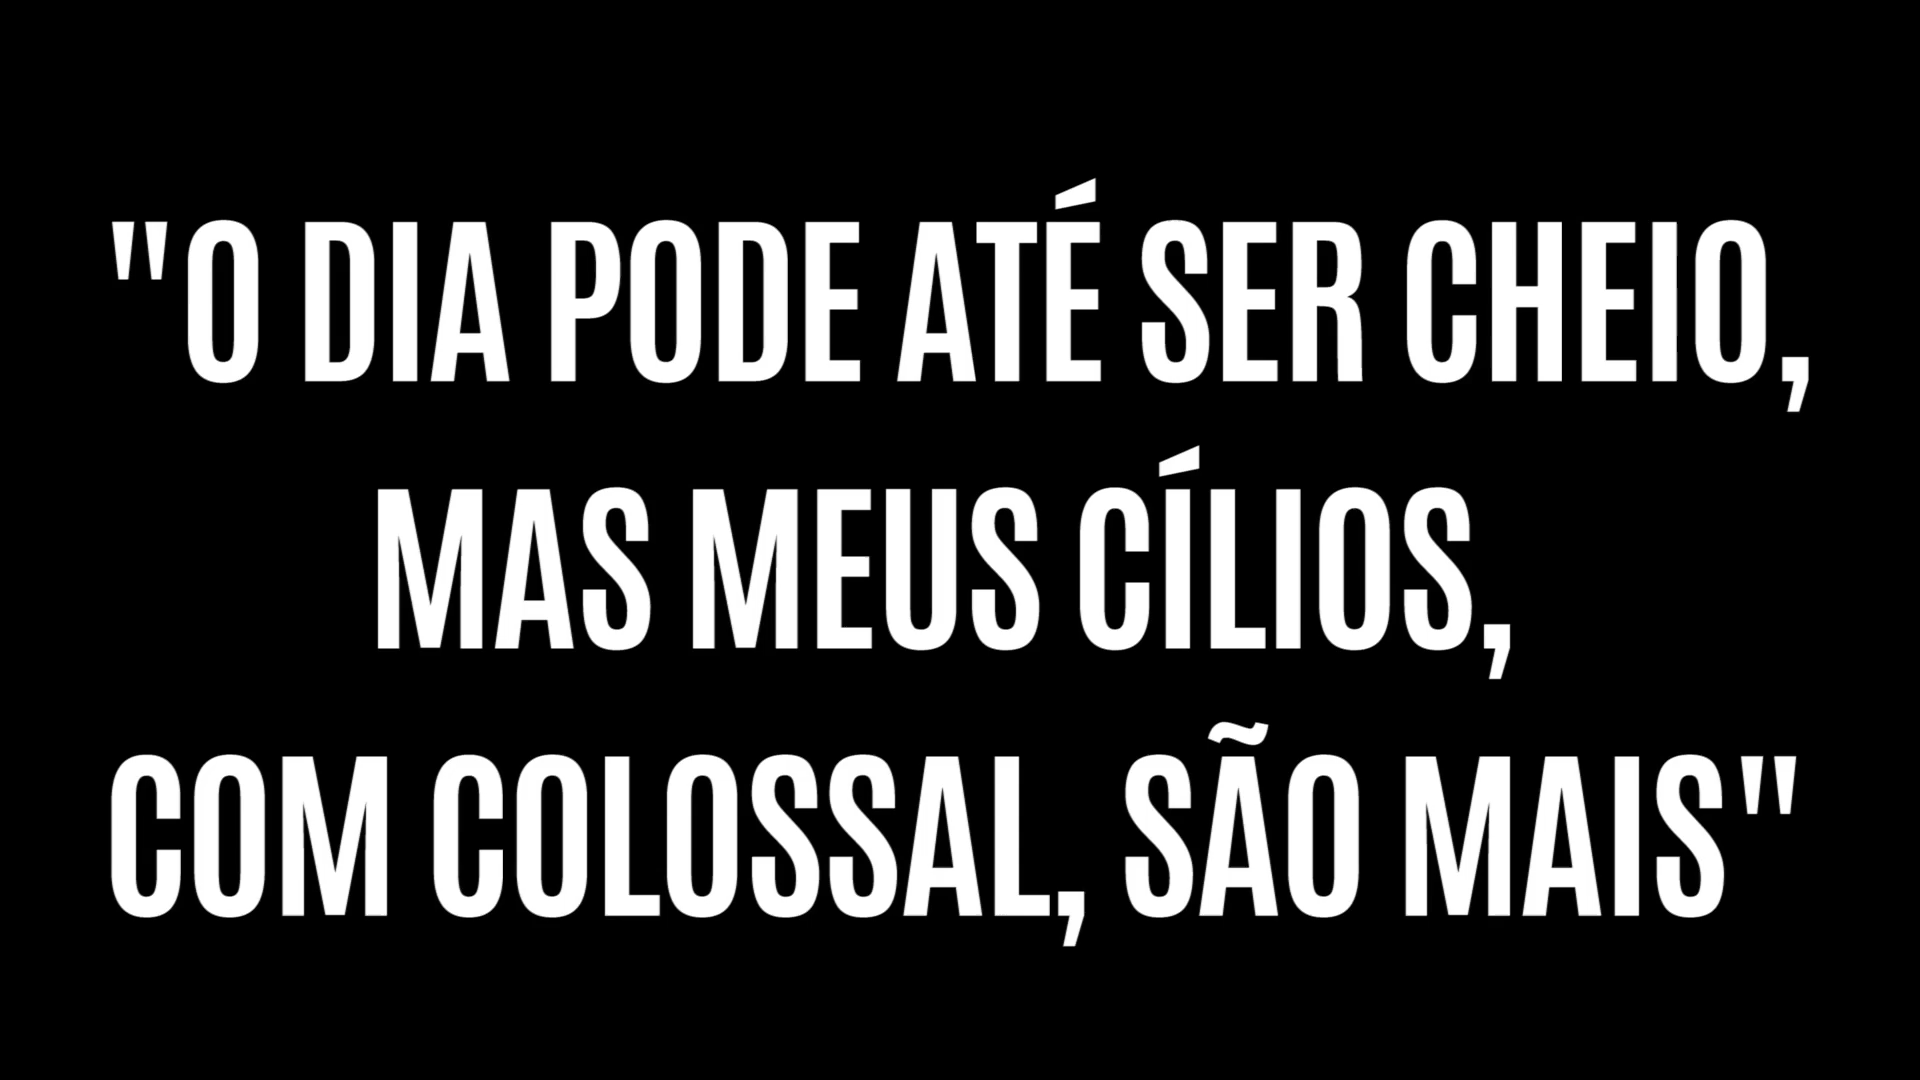 "O DIA PODE ATÉ SER CHEIO,
MAS MEUS CÍLIOS,
COM COLOSSAL, SÃO MAIS"